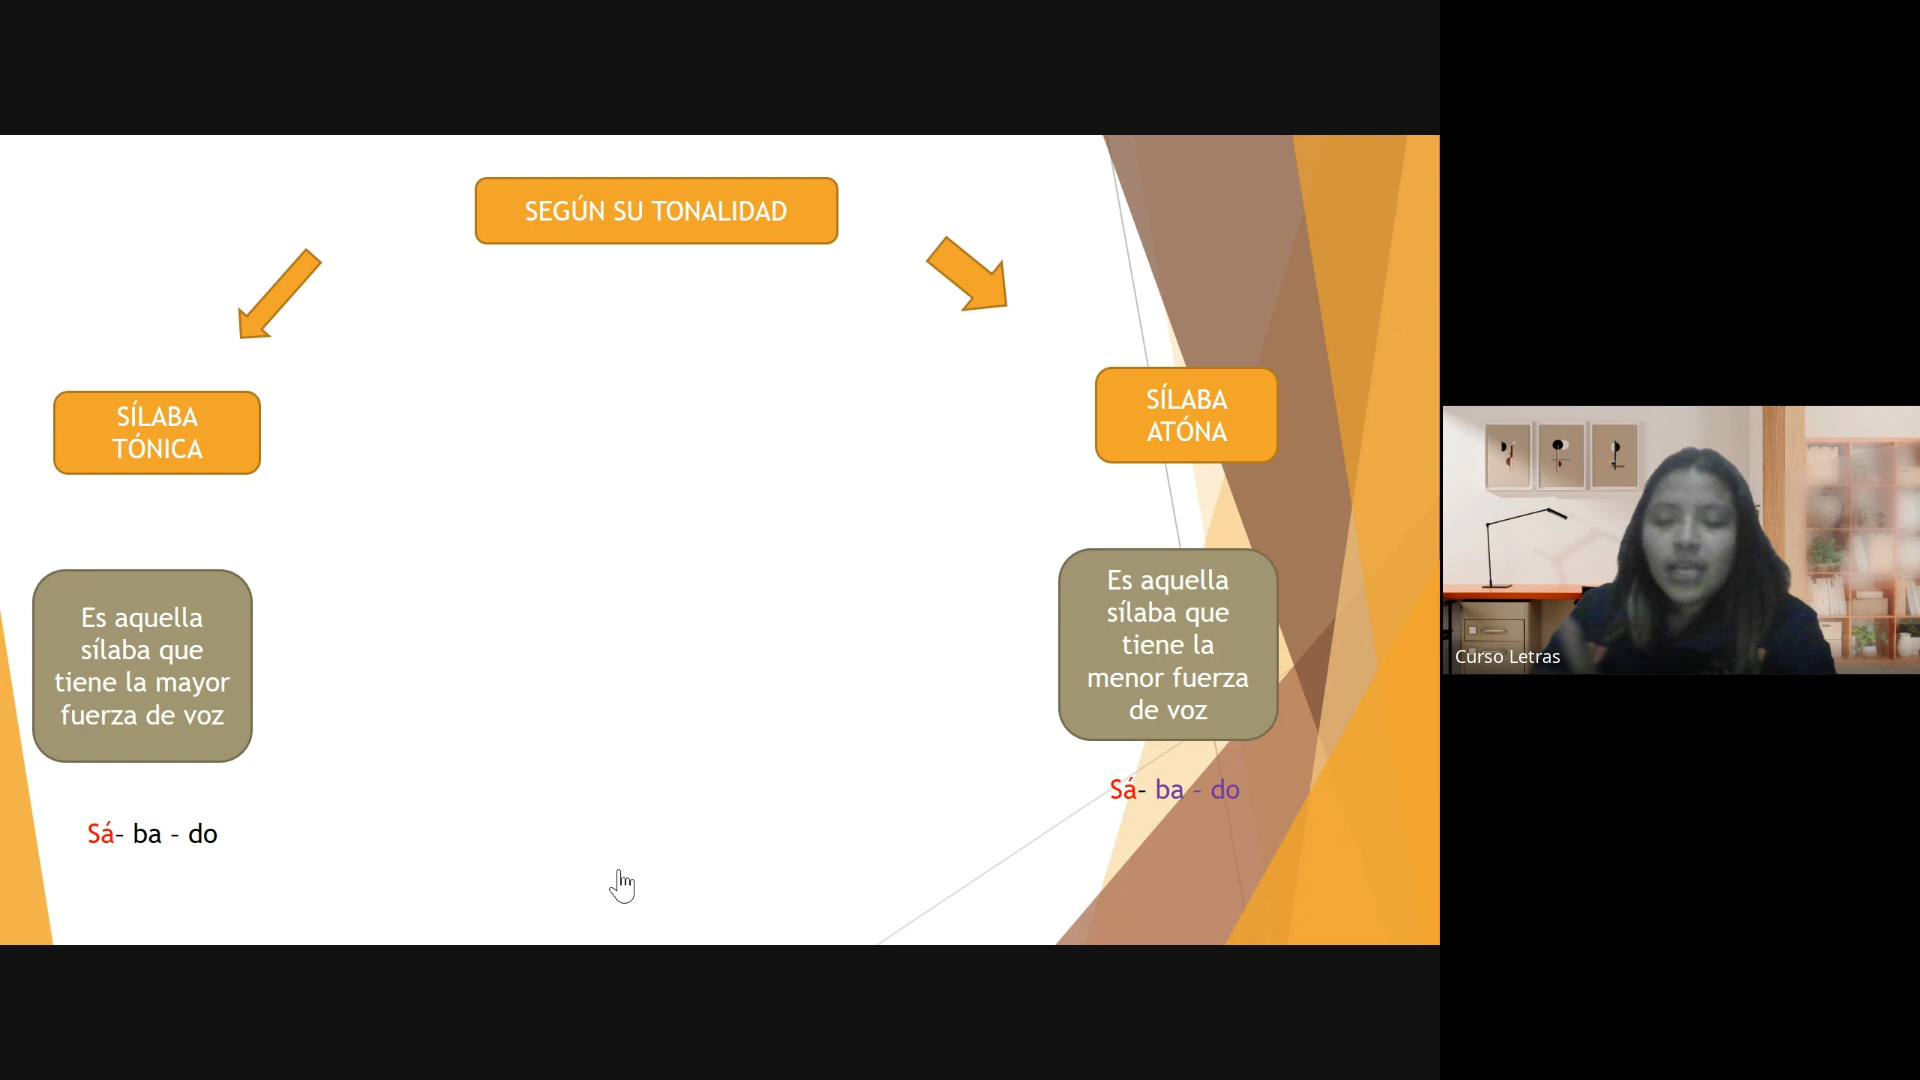 SEGÚN SU TONALIDAD
SÍLABA
TÓNICA
Es aquella
sílaba que
tiene la mayor
fuerza de voz
Sá- ba - do
SÍLABA
ATÓNA
Es aquella
sílaba que
tiene la
menor fuerza
de voz
Sá- ba - do
Curso Letras